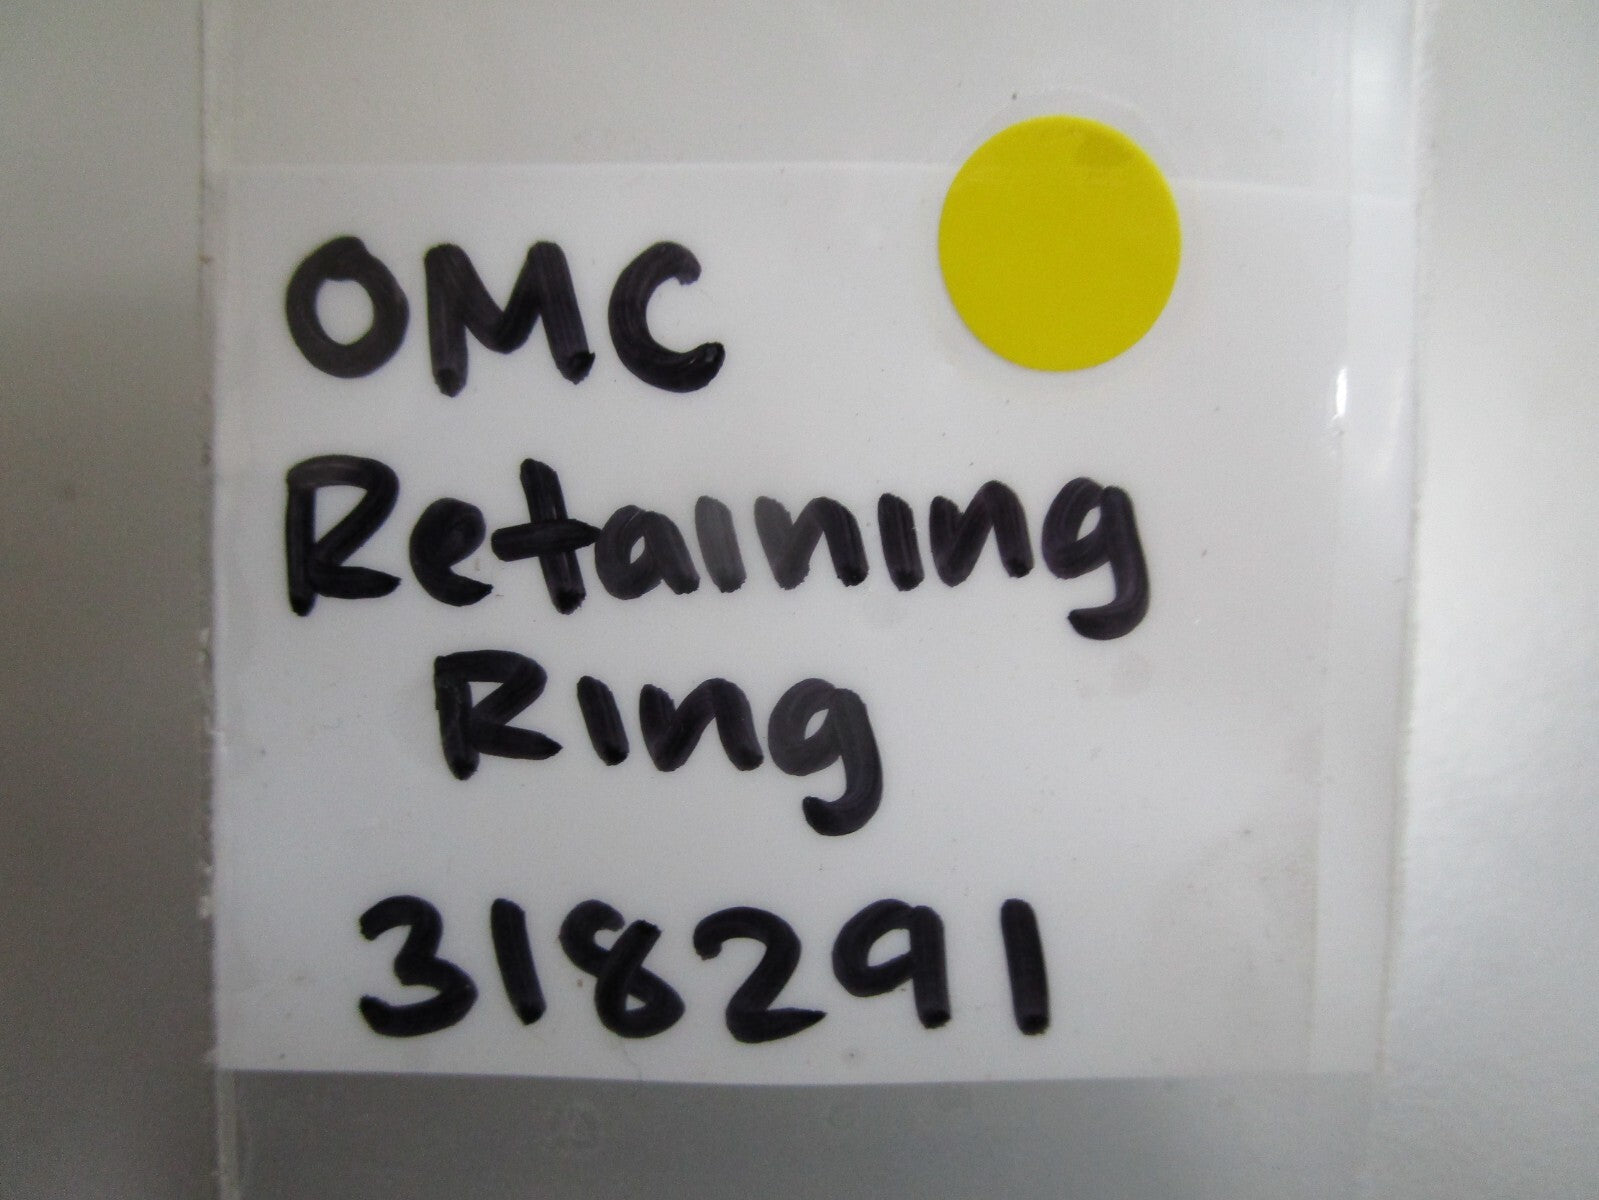 OMC
Retaining
Ring
318291